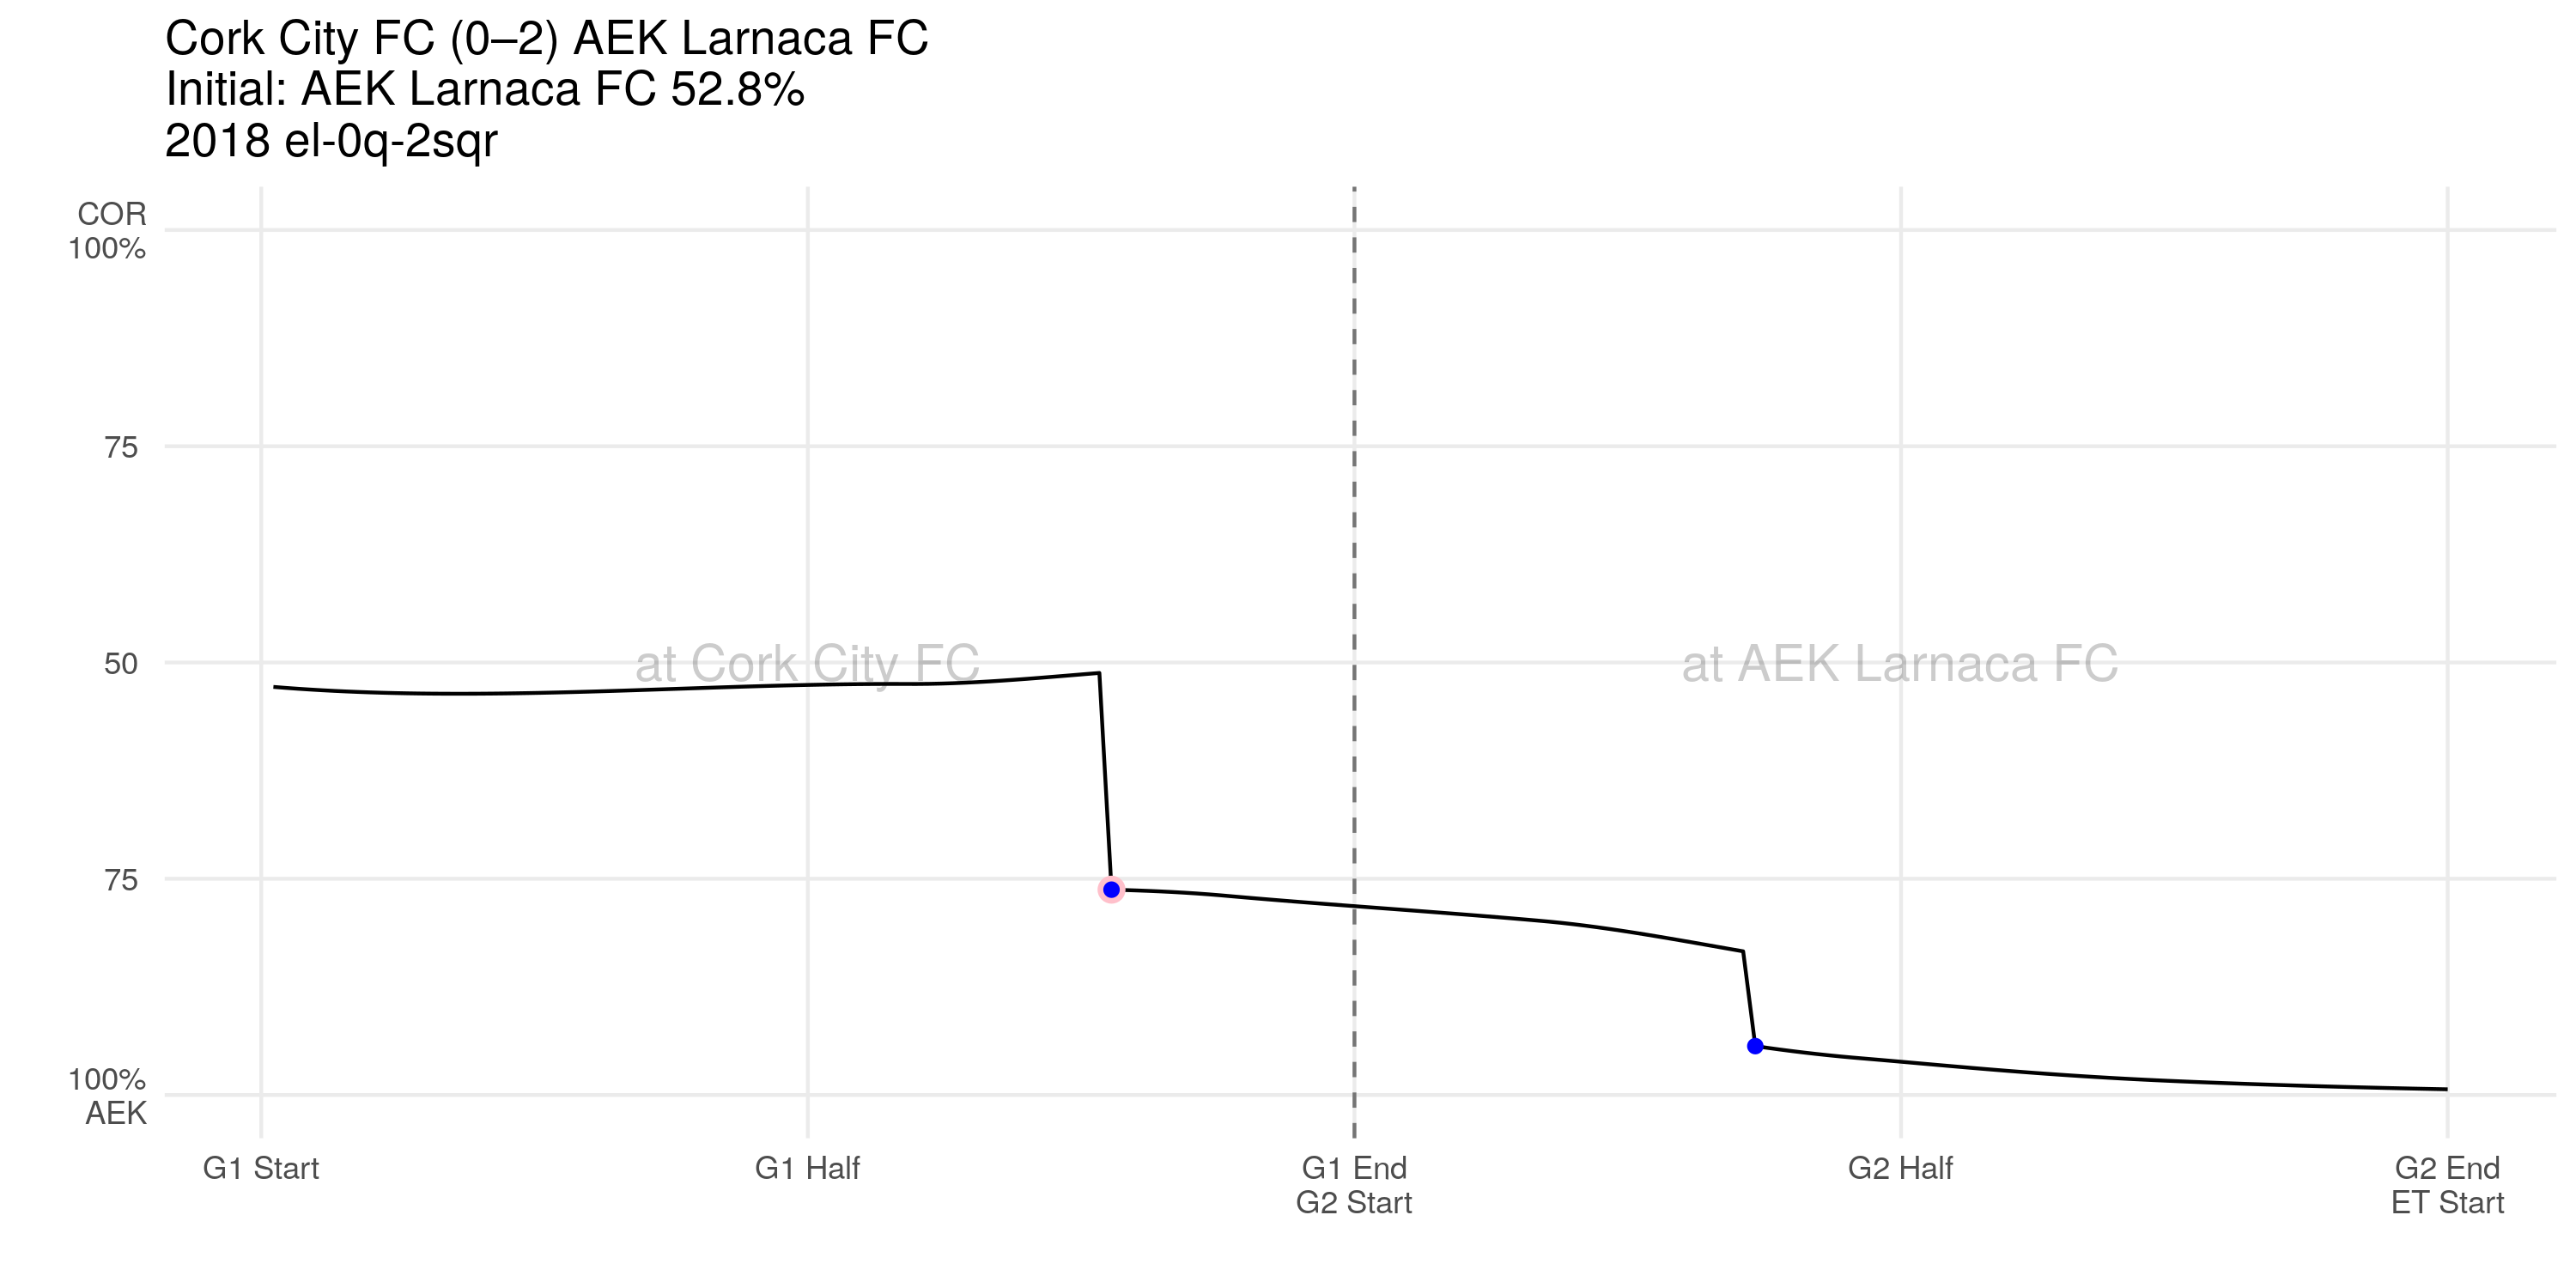 Cork City FC (0–2) AEK Larnaca FC
Initial: AEK Larnaca FC 52.8%
2018 el-0q-2sqr
COR
100%
75
50
75
100%
AEK
at Cork City FC
at AEK Larnaca FC
G1 Start
G1 Half
G1 End
G2 Start
G2 Half
G2 End
ET Start